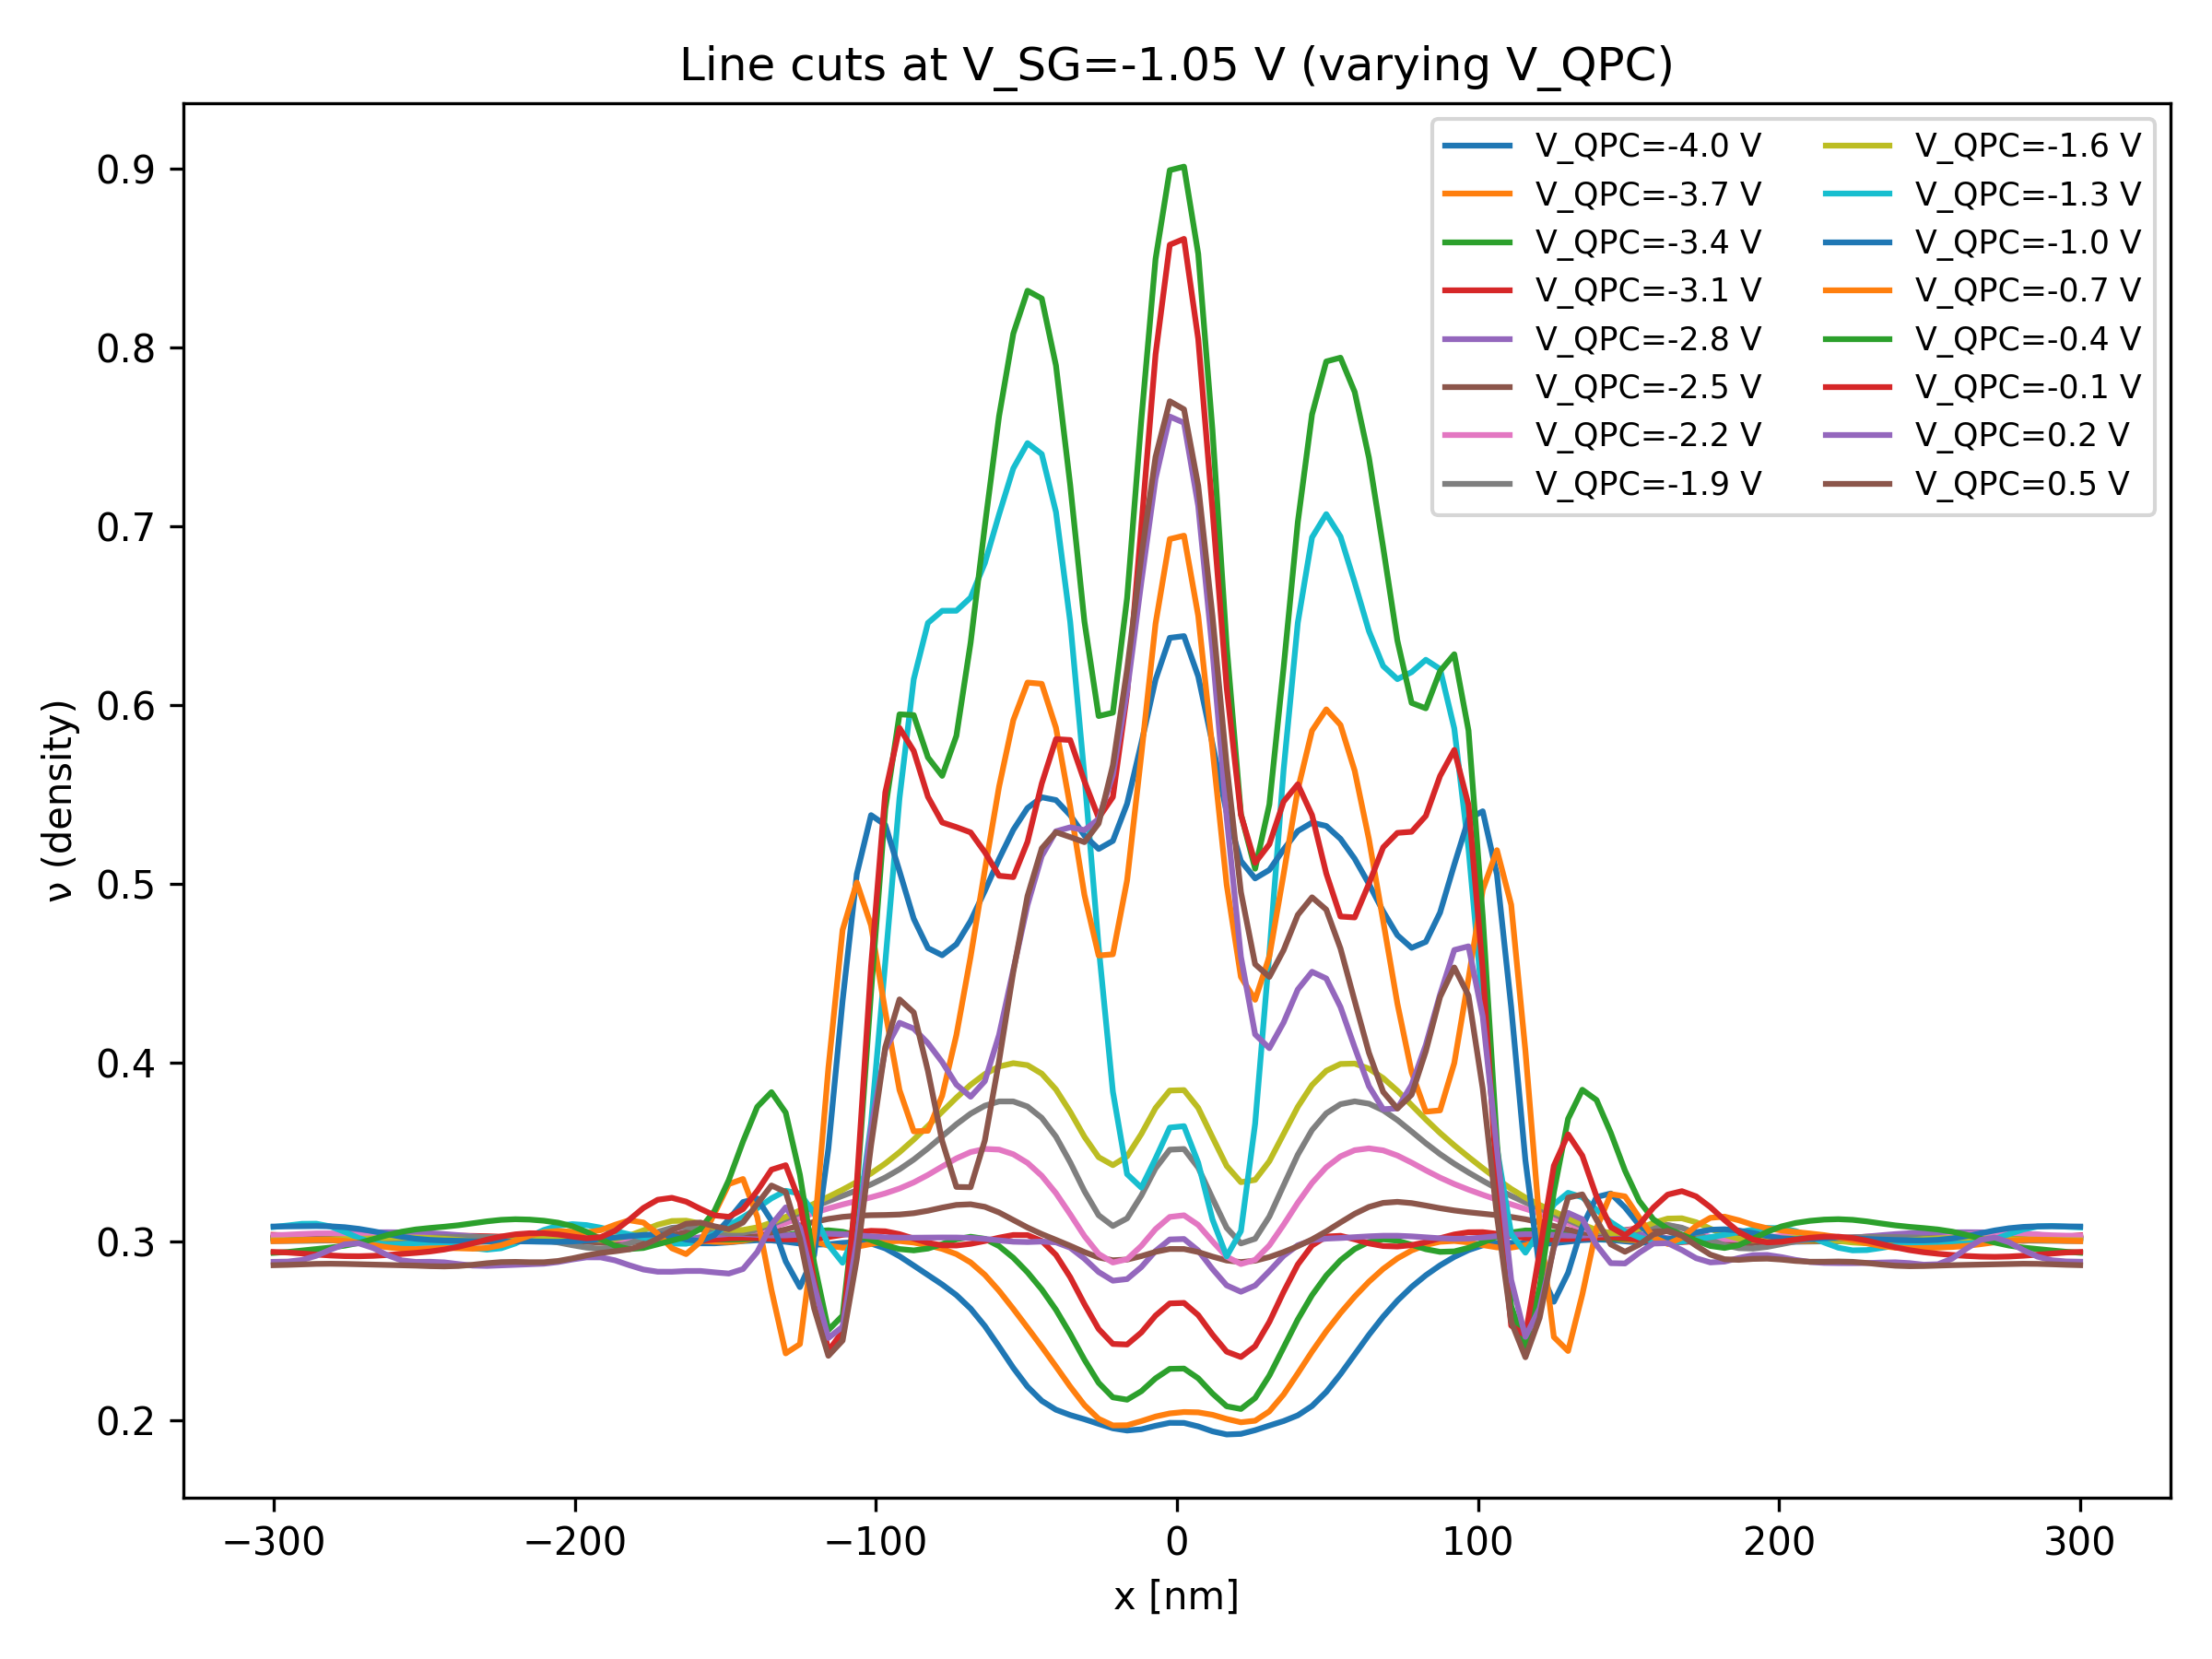 Line cuts at V_SG=-1.05 V (varying V_QPC)
V_QPC=-4.0 V
V_QPC=-3.7 V
V_QPC=-3.4 V
V_QPC=-3.1 V
V_QPC=-2.8 V
V_QPC=-2.5 V
V_QPC=-2.2 V
V_QPC=-1.9 V
V_QPC=-1.6 V
V_QPC=-1.3 V
V_QPC=-1.0 V
V_QPC=-0.7 V
V_QPC=-0.4 V
V_QPC=-0.1 V
V_QPC=0.2 V
V_QPC=0.5 V
ν (density)
0.9
0.8
0.7
0.6
0.5
0.4
0.3
0.2
−300
−200
−100
0
100
200
300
x [nm]